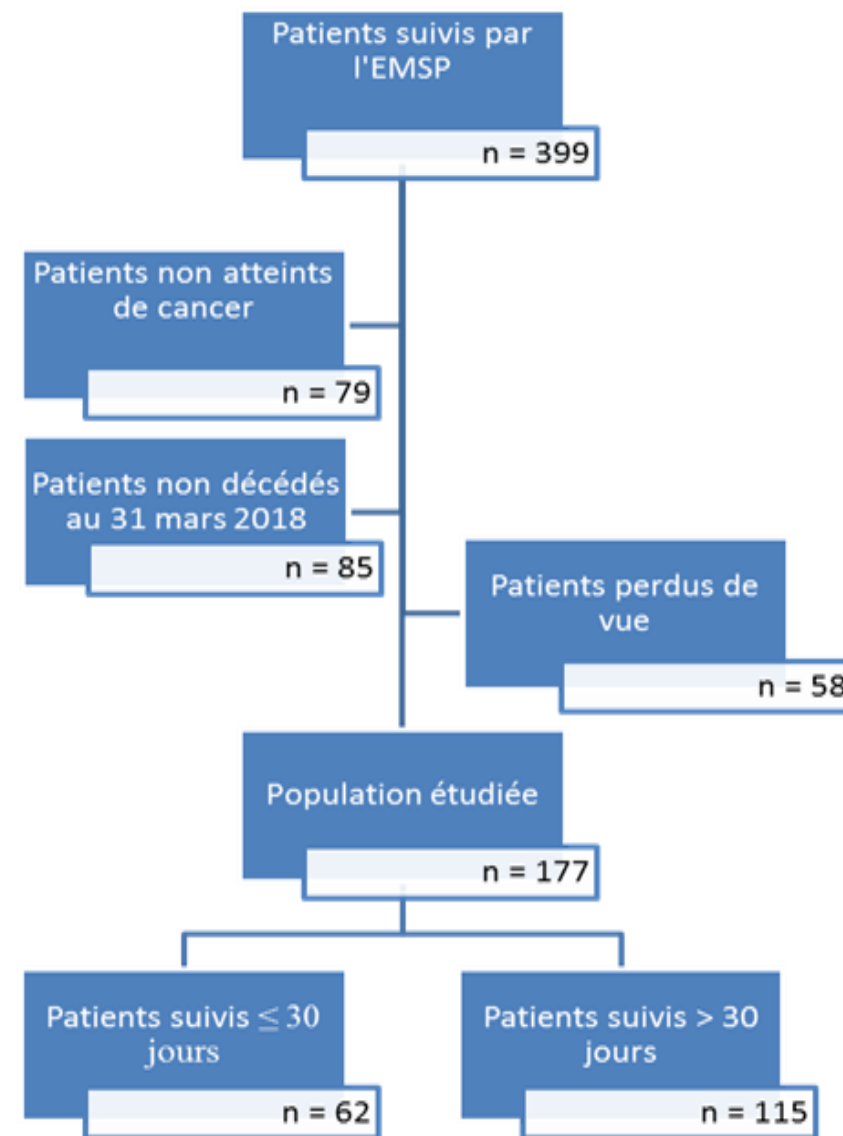 Patients suivis par
l'EMSP
n = 399
Patients non atteints
de cancer
n = 79
Patients non décédés
au 31 mars 2018
n = 85
Patients perdus de
vue
n = 58
Population étudiée
n = 177
Patients suivis ≤ 30
jours
n = 62
Patients suivis > 30
jours
n = 115